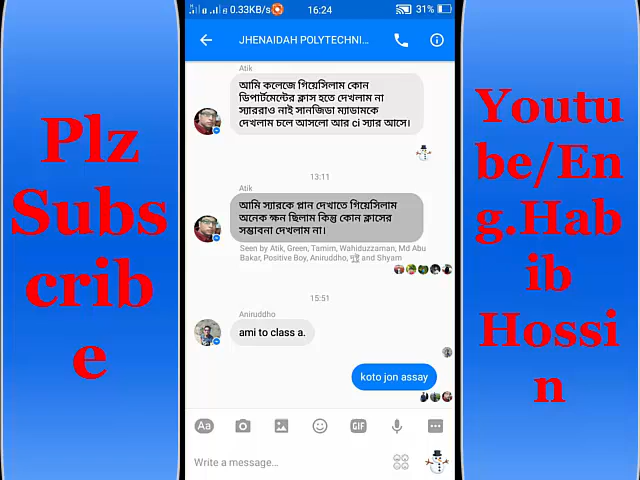 Plz
Subs
crib
e
0.33KB/s
16:24
31%
JHENAIDAH POLYTECHNI...
Atik
আমি কলেজে গিয়েসিলাম কোন
ডিপার্টমেন্টের ক্লাস হতে দেখলাম না
স্যাররাও নাই সানজিডা ম্যাডামকে
দেখলাম চলে আসলো আর ci স্যার আসে।
13:11
Atik
আমি স্যারকে প্লান দেখাতে গিয়েসিলাম
অনেক ক্ষন ছিলাম কিন্তু কোন ক্লাসের
সম্ভাবনা দেখলাম না।
Seen by Atik, Green, Tamim, Wahiduzzaman, Md Abu
Bakar, Positive Boy, Aniruddho, and Shyam
15:51
Aniruddho
ami to class a.
koto jon assay
Aa
GIF
Write a message...
Youtu
be/En
g.Hab
ib
Hossi
n